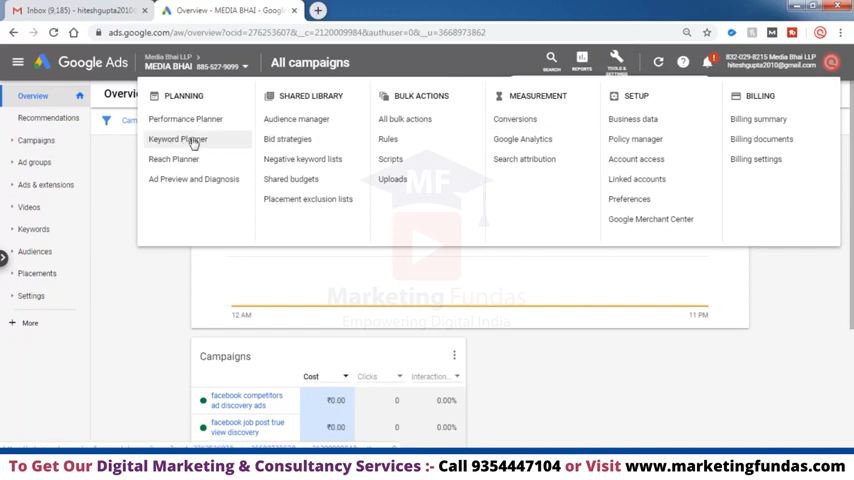 Inbox (9,185) - hiteshgupta2010
Overview - MEDIA BHAI - Google
ads.google.com/aw/overview?ocid=276253607&__c=2120009984&authuser=0&__u=3668973862
Google Ads
Media Bhai LLP
MEDIA BHAI 885-527-9099
All campaigns
SEARCH
REPORTS
TOOLS & SETTINGS
832-029-8215 Media Bhai LLP
hiteshgupta2010@gmail.com
Overview
Recommendations
Campaigns
Ad groups
Ads & extensions
Videos
Keywords
Audiences
Placements
Settings
More
PLANNING
Performance Planner
Keyword Planner
Reach Planner
Ad Preview and Diagnosis
SHARED LIBRARY
Audience manager
Bid strategies
Negative keyword lists
Shared budgets
Placement exclusion lists
BULK ACTIONS
All bulk actions
Rules
Scripts
Uploads
MEASUREMENT
Conversions
Google Analytics
Search attribution
SETUP
Business data
Policy manager
Account access
Linked accounts
Preferences
Google Merchant Center
BILLING
Billing summary
Billing documents
Billing settings
MF
Marketing Fundas
Empowering Digital India
12 AM
11 PM
Campaigns
Cost Clicks Interaction...
facebook competitors
ad discovery ads
₹0.00 0 0.00%
facebook job post true
view discovery
₹0.00 0 0.00%
To Get Our Digital Marketing & Consultancy Services :- Call 9354447104 or Visit www.marketingfundas.com